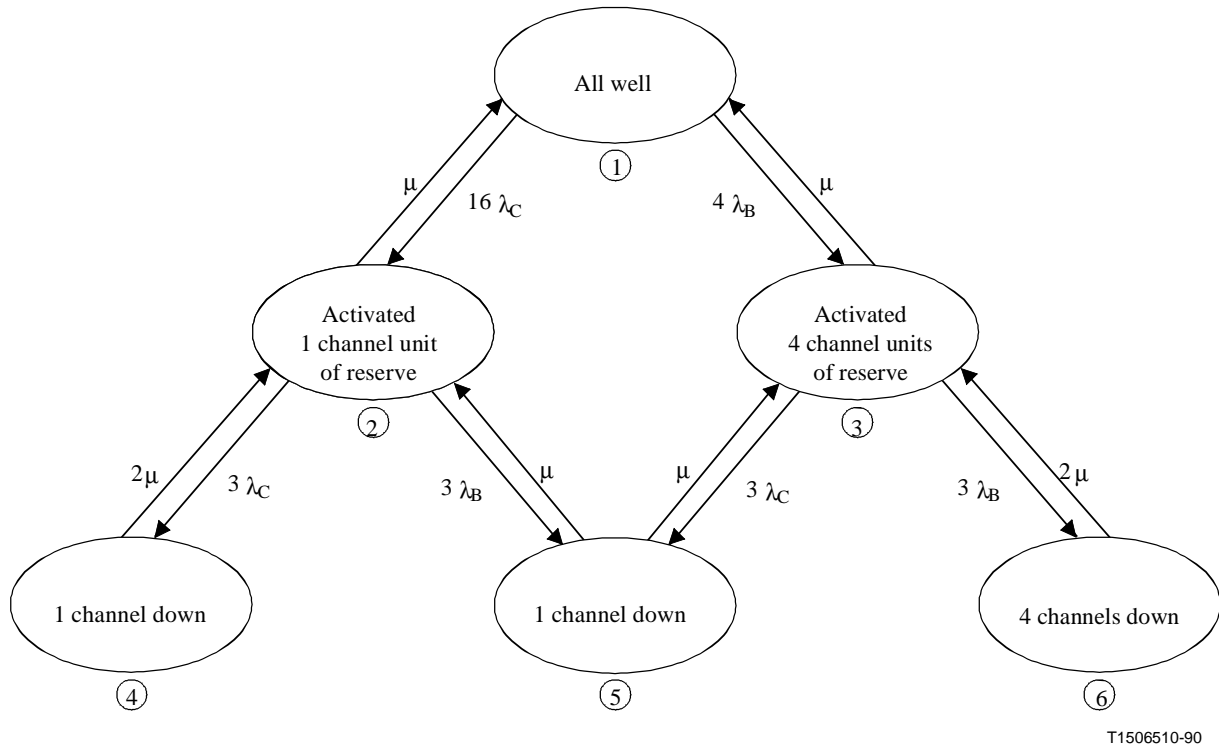 All well
1
μ
16 λC
4 λB
μ
Activated
1 channel unit
of reserve
Activated
4 channel units
of reserve
2
3
2μ
3 λC
3 λB
μ
μ
3 λC
3 λB
2 μ
1 channel down
1 channel down
4 channels down
4
5
6
T1506510-90